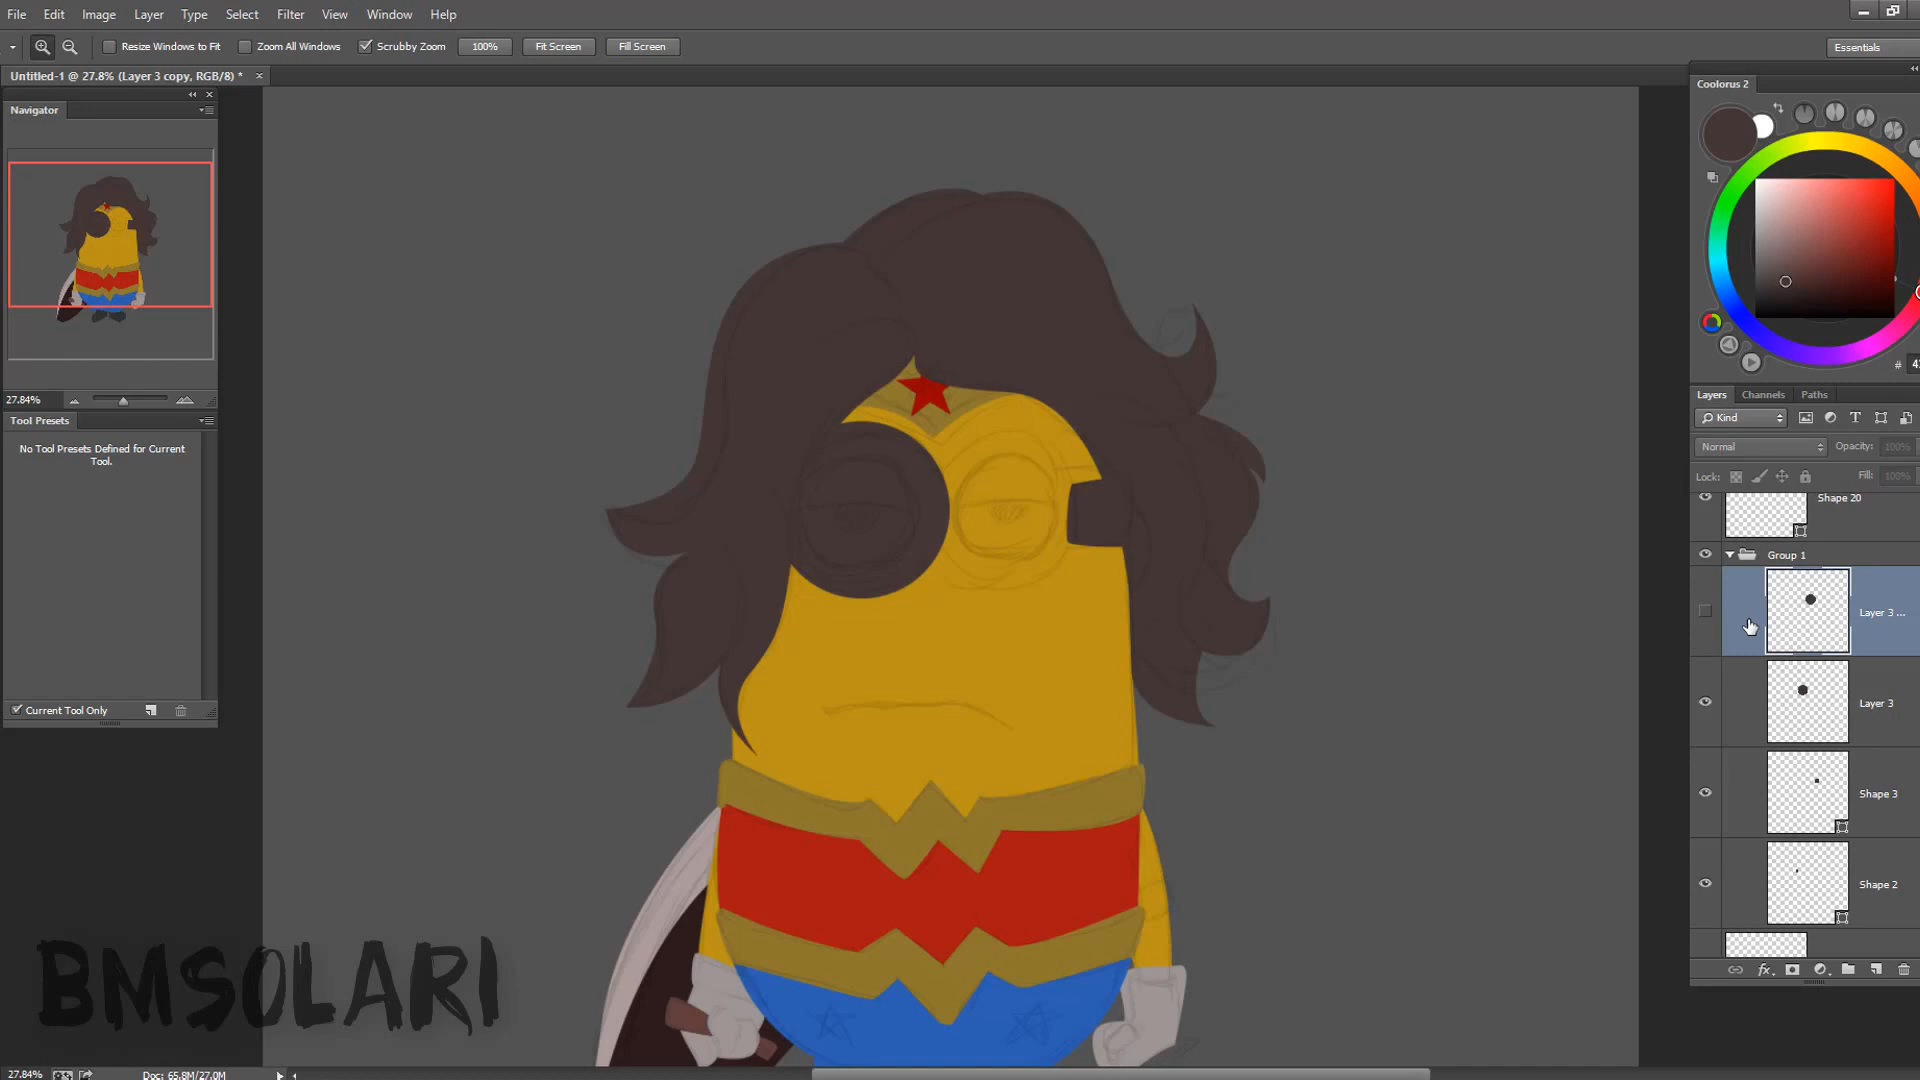 File Edit Image Layer Type Select Filter View Window Help
Resize Windows to Fit Zoom All Windows Scrubby Zoom 100% Fit Screen Fill Screen
Essentials
Untitled-1 @ 27.8% (Layer 3 copy, RGB/8) *
Navigator
27.84%
Tool Presets
No Tool Presets Defined for Current
Tool.
Current Tool Only
Coolorus 2
#
Layers Channels Paths
Kind
Normal Opacity: 100%
Lock: Fill: 100%
Shape 20
Group 1
Layer 3 ...
Layer 3
Shape 3
Shape 2
fx
BMSOLARI
27.84% Doc: 65.8M/27.0M